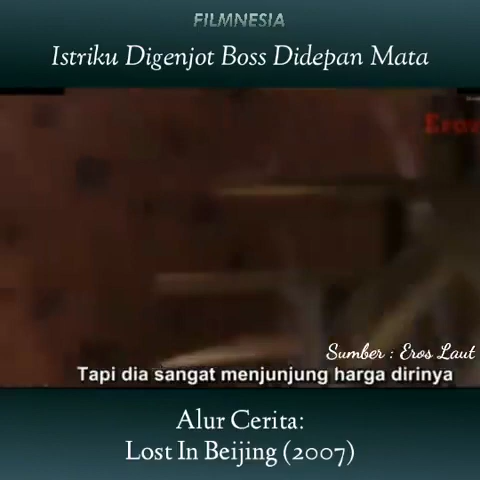 FILMNESIA
Istriku Digenjot Boss Didepan Mata
Sumber : Eros Laut
Tapi dia sangat menjunjung harga dirinya
Alur Cerita:
Lost In Beijing (2007)